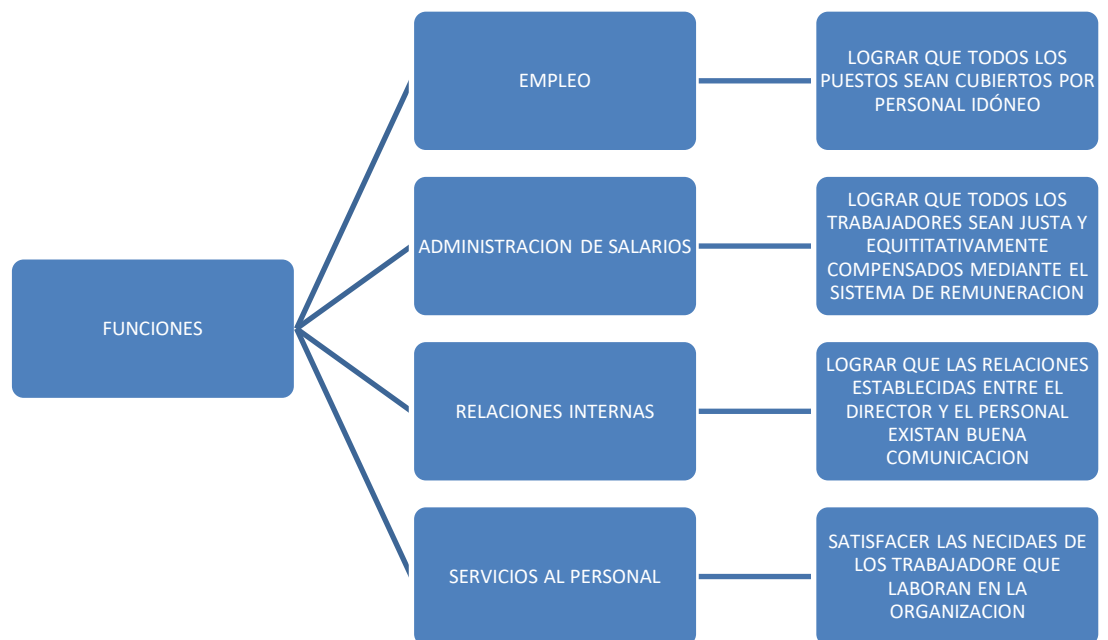 FUNCIONES
EMPLEO
LOGRAR QUE TODOS LOS
PUESTOS SEAN CUBIERTOS POR
PERSONAL IDÓNEO
ADMINISTRACION DE SALARIOS
LOGRAR QUE TODOS LOS
TRABAJADORES SEAN JUSTA Y
EQUITITATIVAMENTE
COMPENSADOS MEDIANTE EL
SISTEMA DE REMUNERACION
RELACIONES INTERNAS
LOGRAR QUE LAS RELACIONES
ESTABLECIDAS ENTRE EL
DIRECTOR Y EL PERSONAL
EXISTAN BUENA
COMUNICACION
SERVICIOS AL PERSONAL
SATISFACER LAS NECIDAES DE
LOS TRABAJADORE QUE
LABORAN EN LA
ORGANIZACION